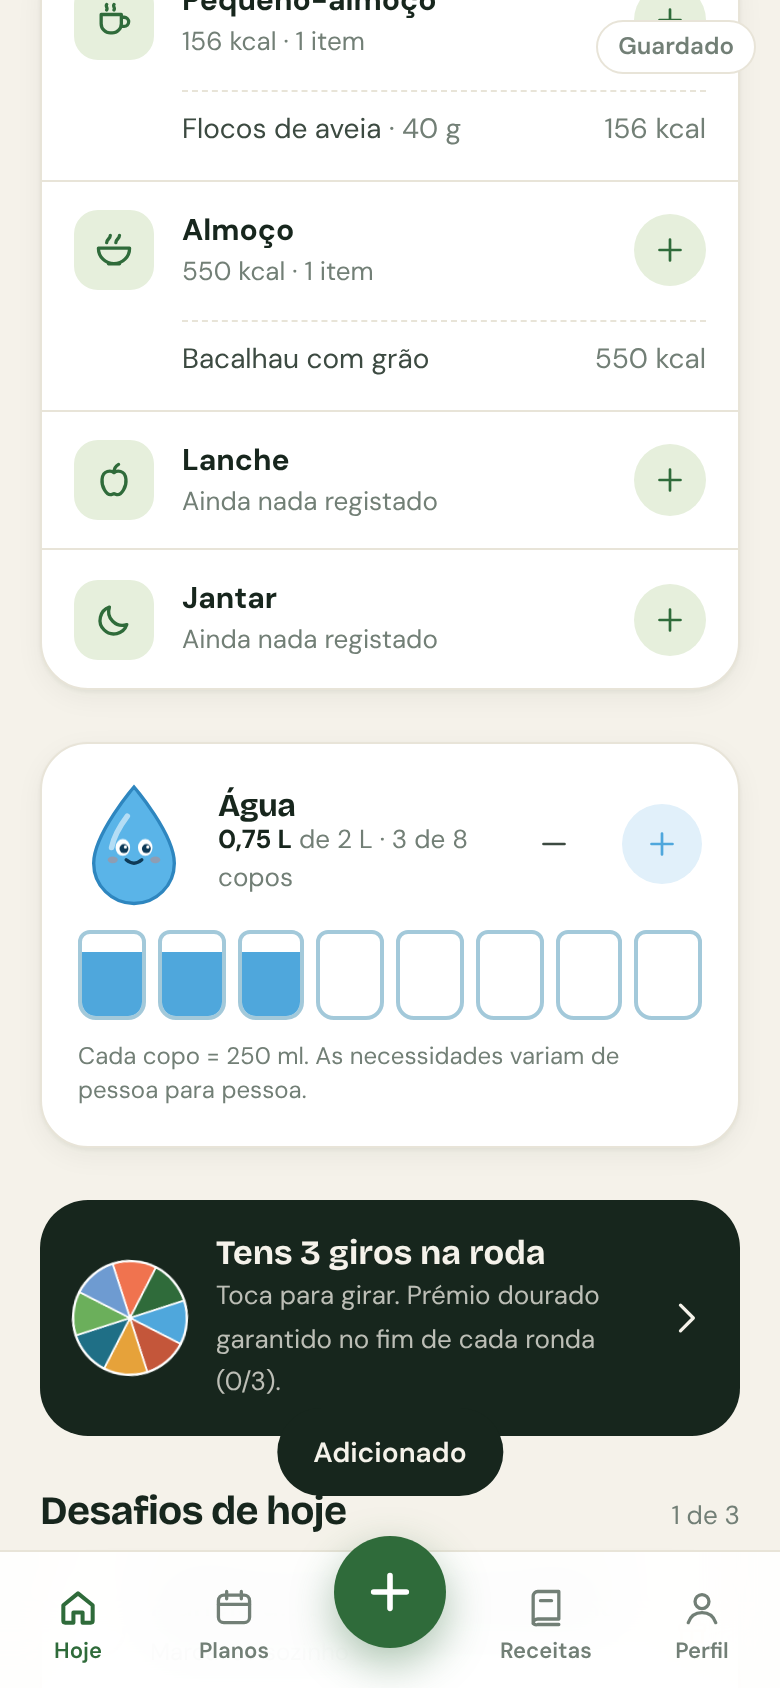 Pequeno-almoço
156 kcal · 1 item
Guardado
Flocos de aveia · 40 g 156 kcal
Almoço
550 kcal · 1 item
Bacalhau com grão 550 kcal
Lanche
Ainda nada registado
Jantar
Ainda nada registado
Água
0,75 L de 2 L · 3 de 8
copos
Cada copo = 250 ml. As necessidades variam de
pessoa para pessoa.
Tens 3 giros na roda
Toca para girar. Prémio dourado
garantido no fim de cada ronda
(0/3).
Adicionado
Desafios de hoje 1 de 3
Hoje Planos Receitas Perfil